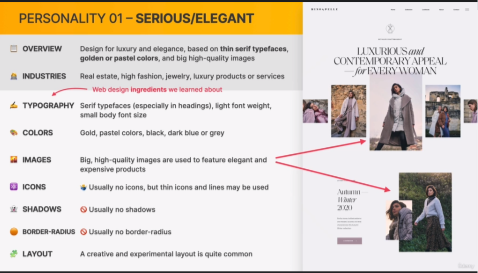 PERSONALITY 01 – SERIOUS/ELEGANT
OVERVIEW
Design for luxury and elegance, based on thin serif typefaces,
golden or pastel colors, and big high-quality images
INDUSTRIES
Real estate, high fashion, jewelry, luxury products or services
Web design ingredients we learned about
TYPOGRAPHY
Serif typefaces (especially in headings), light font weight,
small body font size
COLORS
Gold, pastel colors, black, dark blue or grey
IMAGES
Big, high-quality images are used to feature elegant and
expensive products
ICONS
Usually no icons, but thin icons and lines may be used
SHADOWS
Usually no shadows
BORDER-RADIUS
Usually no border-radius
LAYOUT
A creative and experimental layout is quite common
LUXURIOUS and
CONTEMPORARY APPEAL
— for EVERY WOMAN
Autumn
Winter
2020